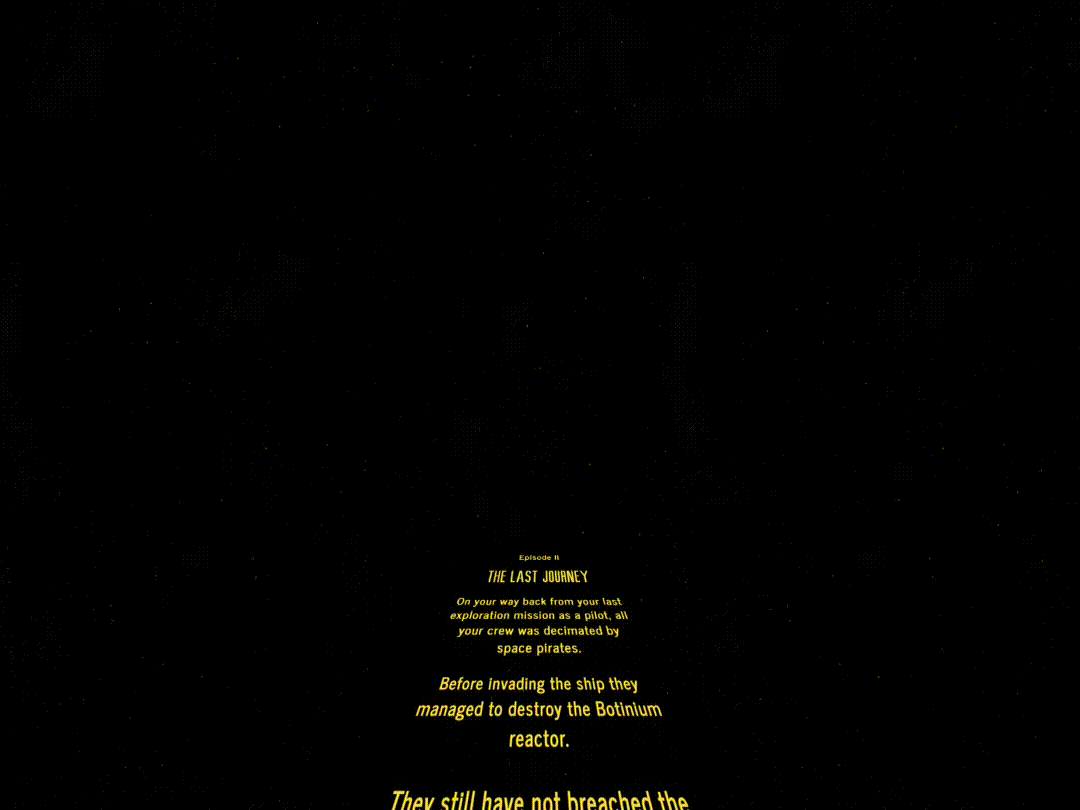 Episode II
THE LAST JOURNEY
On your way back from your last
exploration mission as a pilot, all
your crew was decimated by
space pirates.
Before invading the ship they
managed to destroy the Botinium
reactor.
They still have not breached the